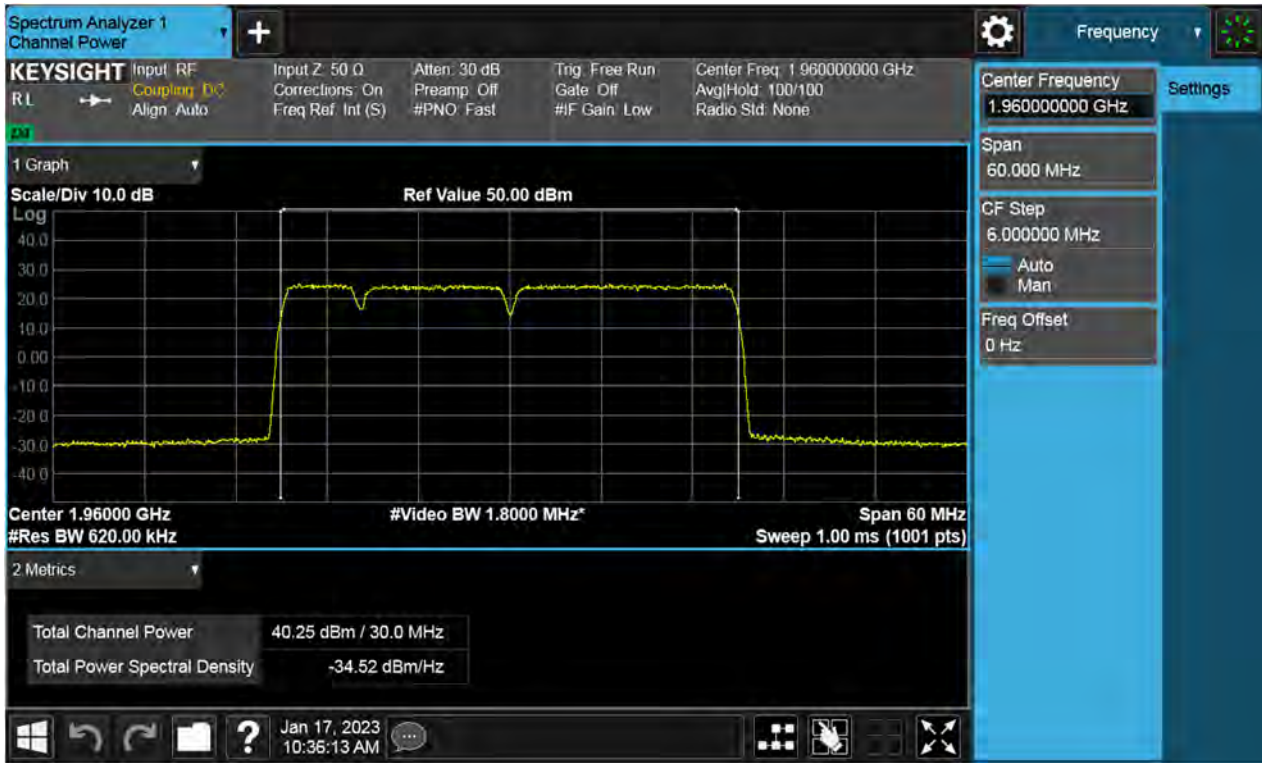 Spectrum Analyzer 1
Channel Power
+
Frequency
KEYSIGHT Input: RF Input Z: 50 Ω Atten: 30 dB Trig: Free Run Center Freq: 1.960000000 GHz
RL Coupling: DC Corrections: On Preamp: Off Gate: Off Avg|Hold: 100/100
Align: Auto Freq Ref: Int (S) #PNO: Fast #IF Gain: Low Radio Std: None
Center Frequency
1.960000000 GHz
Settings
Span
60.000 MHz
CF Step
6.000000 MHz
Auto
Man
Freq Offset
0 Hz
1 Graph
Scale/Div 10.0 dB Ref Value 50.00 dBm
Log
40.0
30.0
20.0
10.0
0.00
-10.0
-20.0
-30.0
-40.0
Center 1.96000 GHz #Video BW 1.8000 MHz* Span 60 MHz
#Res BW 620.00 kHz Sweep 1.00 ms (1001 pts)
2 Metrics
Total Channel Power 40.25 dBm / 30.0 MHz
Total Power Spectral Density -34.52 dBm/Hz
? Jan 17, 2023
10:36:13 AM